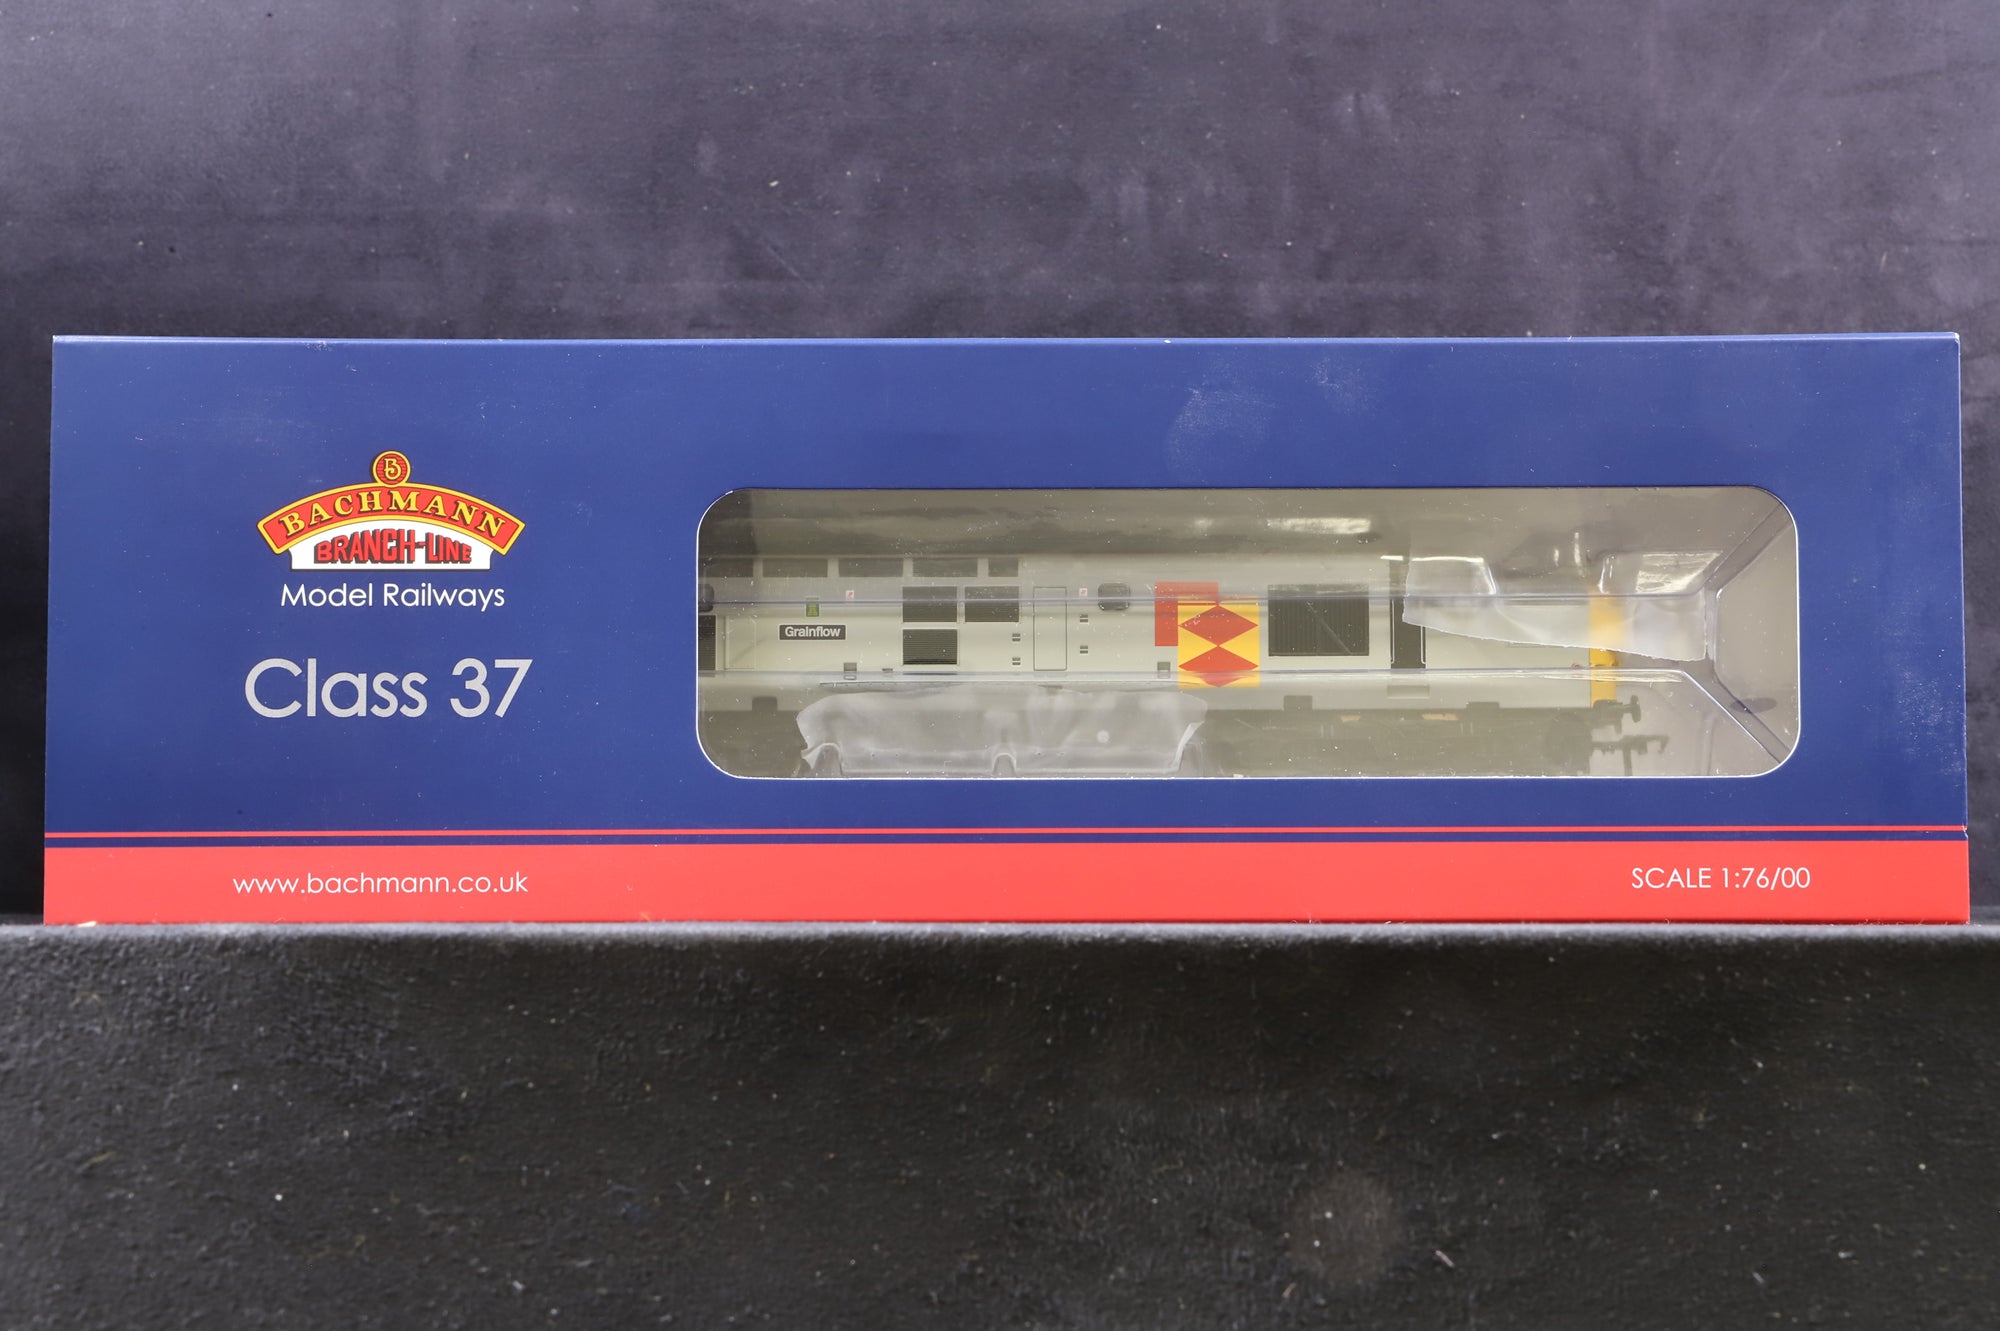 B
BACHMANN
BRANCH-LINE
Model Railways
Class 37
Grainflow
www.bachmann.co.uk
SCALE 1:76/00